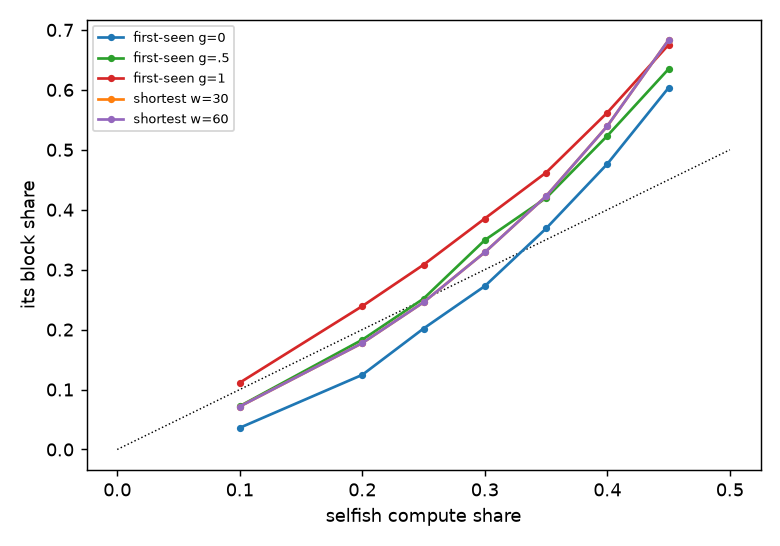 first-seen g=0
first-seen g=.5
first-seen g=1
shortest w=30
shortest w=60
0.7
0.6
0.5
0.4
0.3
0.2
0.1
0.0
its block share
0.0 0.1 0.2 0.3 0.4 0.5
selfish compute share